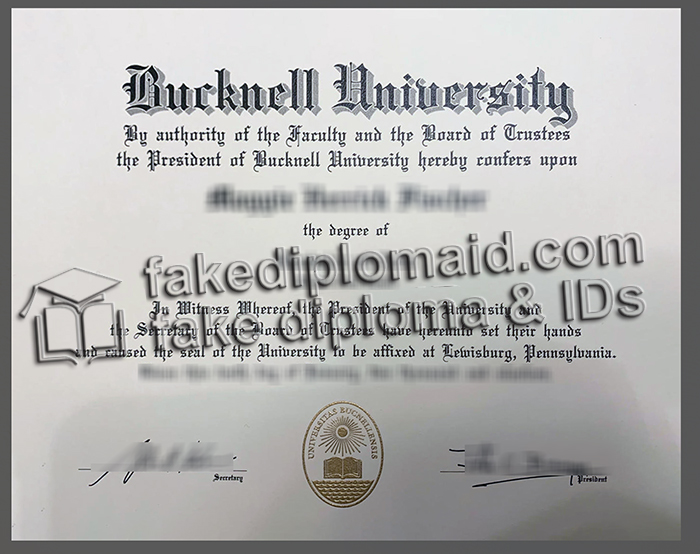 Bucknell University
By authority of the Faculty and the Board of Trustees
the President of Bucknell University hereby confers upon
the degree of
fakediplomaid.com
fake diploma & IDs
In Witness Whereof, the President of the University and
the Secretary of the Board of Trustees have hereunto set their hands
and caused the seal of the University to be affixed at Lewisburg, Pennsylvania.
UNIVERSITAS BUCNELLENSIS
Secretary
President